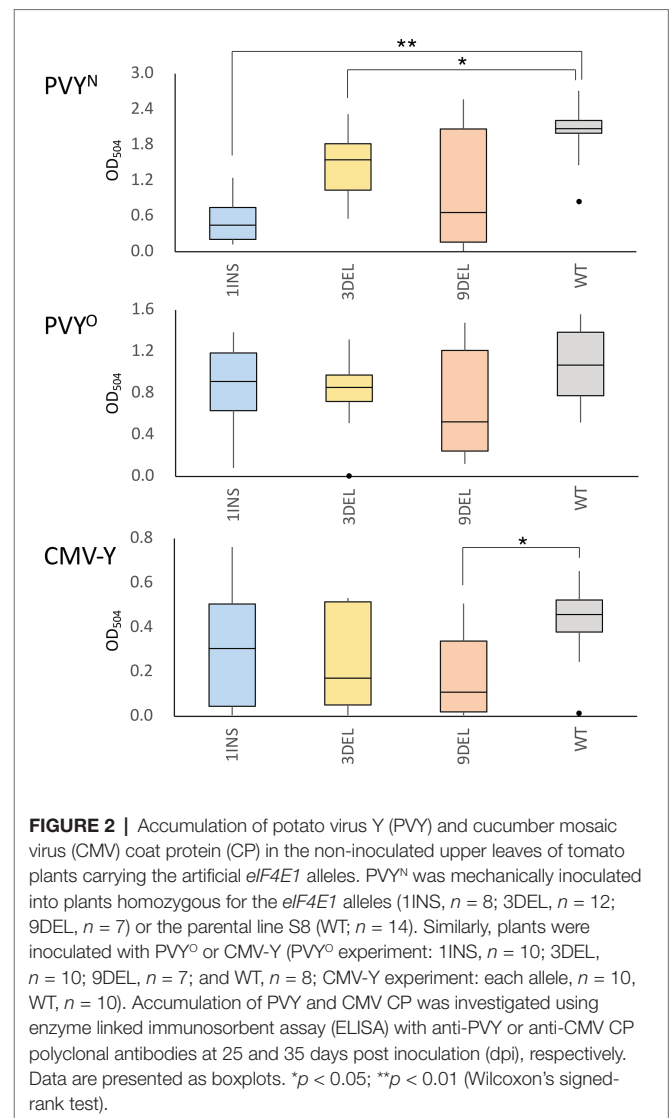 PVYᴺ
**
*
3.0
2.4
1.8
1.2
0.6
0.0
OD₅₀₄
1INS
3DEL
9DEL
WT
PVYᴼ
1.6
1.2
0.8
0.4
0.0
OD₅₀₄
1INS
3DEL
9DEL
WT
CMV-Y
*
0.8
0.6
0.4
0.2
0.0
OD₅₀₄
1INS
3DEL
9DEL
WT
FIGURE 2 | Accumulation of potato virus Y (PVY) and cucumber mosaic
virus (CMV) coat protein (CP) in the non-inoculated upper leaves of tomato
plants carrying the artificial eIF4E1 alleles. PVYᴺ was mechanically inoculated
into plants homozygous for the eIF4E1 alleles (1INS, n = 8; 3DEL, n = 12;
9DEL, n = 7) or the parental line S8 (WT; n = 14). Similarly, plants were
inoculated with PVYᴼ or CMV-Y (PVYᴼ experiment: 1INS, n = 10; 3DEL,
n = 10; 9DEL, n = 7; and WT, n = 8; CMV-Y experiment: each allele, n = 10,
WT, n = 10). Accumulation of PVY and CMV CP was investigated using
enzyme linked immunosorbent assay (ELISA) with anti-PVY or anti-CMV CP
polyclonal antibodies at 25 and 35 days post inoculation (dpi), respectively.
Data are presented as boxplots. *p < 0.05; **p < 0.01 (Wilcoxon's signed-
rank test).